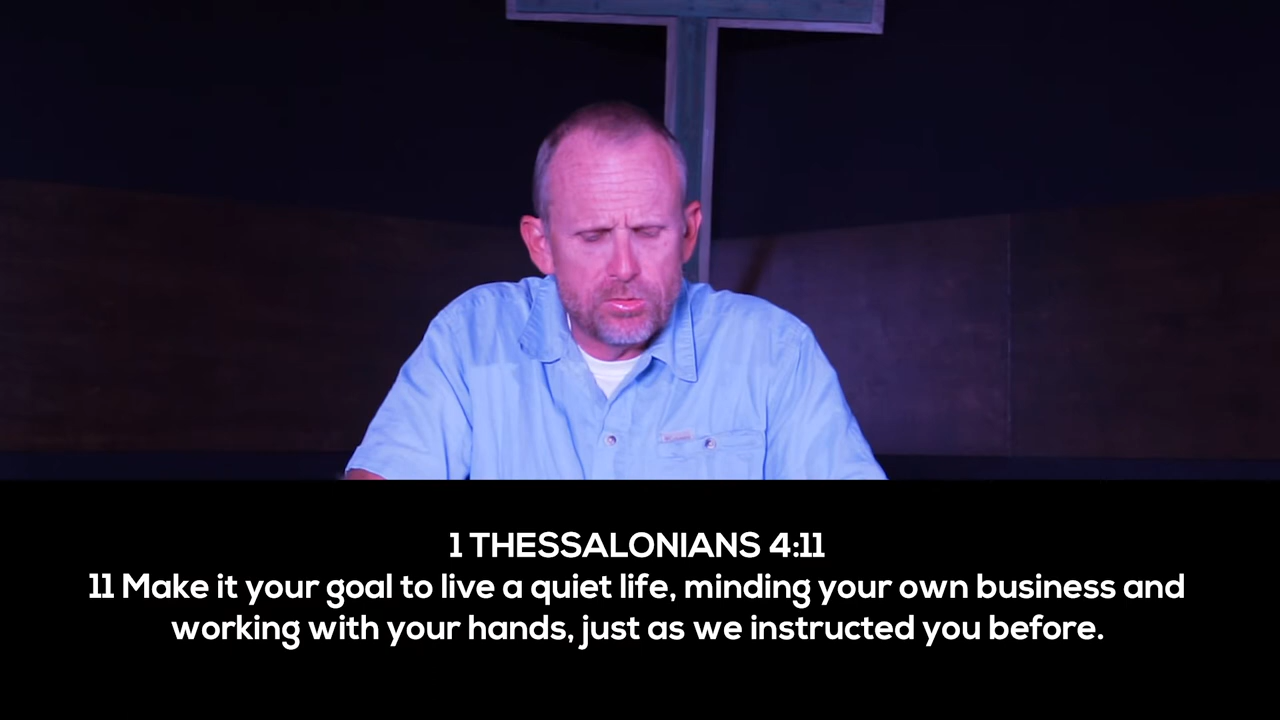 1 THESSALONIANS 4:11
11 Make it your goal to live a quiet life, minding your own business and
working with your hands, just as we instructed you before.